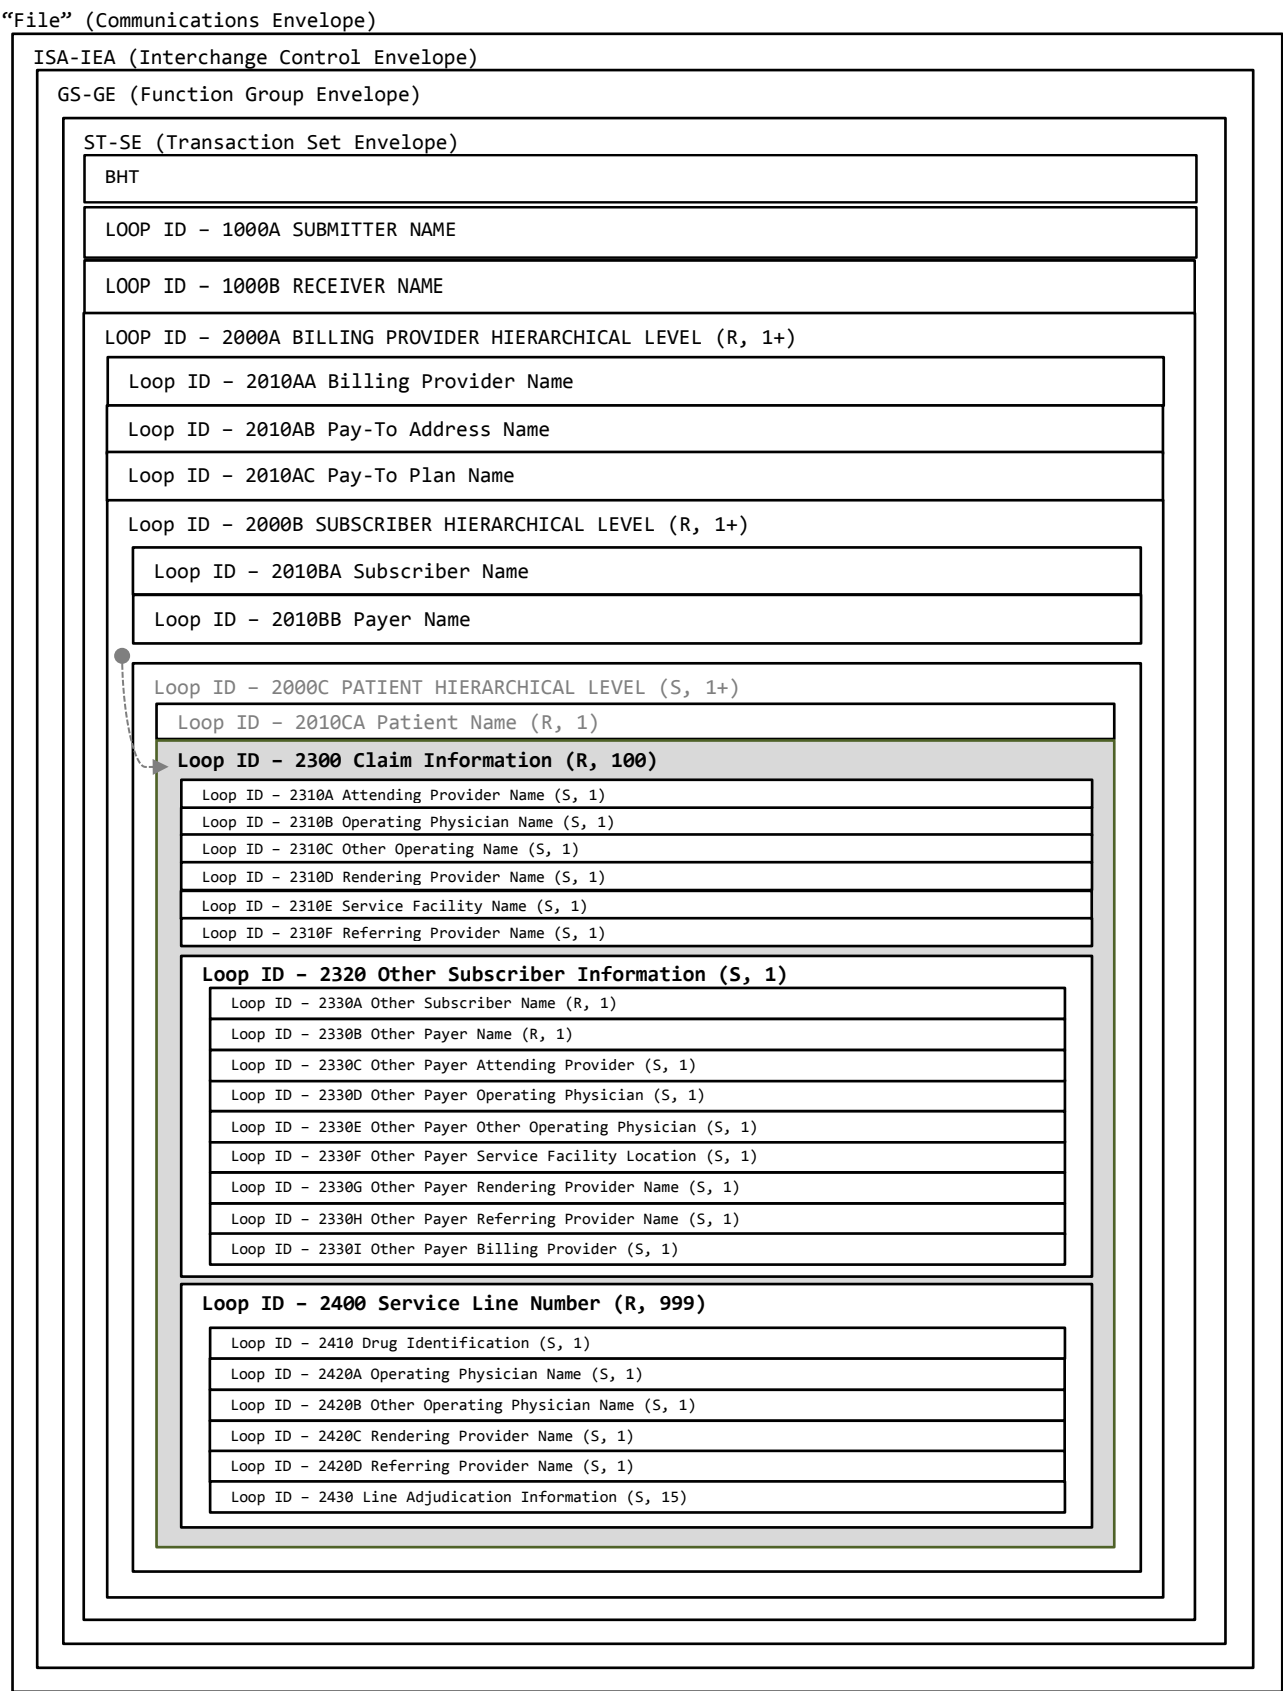 “File” (Communications Envelope)
ISA-IEA (Interchange Control Envelope)
GS-GE (Function Group Envelope)
ST-SE (Transaction Set Envelope)
BHT
LOOP ID – 1000A SUBMITTER NAME
LOOP ID – 1000B RECEIVER NAME
LOOP ID – 2000A BILLING PROVIDER HIERARCHICAL LEVEL (R, 1+)
Loop ID – 2010AA Billing Provider Name
Loop ID – 2010AB Pay-To Address Name
Loop ID – 2010AC Pay-To Plan Name
Loop ID – 2000B SUBSCRIBER HIERARCHICAL LEVEL (R, 1+)
Loop ID – 2010BA Subscriber Name
Loop ID – 2010BB Payer Name
Loop ID – 2000C PATIENT HIERARCHICAL LEVEL (S, 1+)
Loop ID – 2010CA Patient Name (R, 1)
Loop ID – 2300 Claim Information (R, 100)
Loop ID – 2310A Attending Provider Name (S, 1)
Loop ID – 2310B Operating Physician Name (S, 1)
Loop ID – 2310C Other Operating Name (S, 1)
Loop ID – 2310D Rendering Provider Name (S, 1)
Loop ID – 2310E Service Facility Name (S, 1)
Loop ID – 2310F Referring Provider Name (S, 1)
Loop ID – 2320 Other Subscriber Information (S, 1)
Loop ID – 2330A Other Subscriber Name (R, 1)
Loop ID – 2330B Other Payer Name (R, 1)
Loop ID – 2330C Other Payer Attending Provider (S, 1)
Loop ID – 2330D Other Payer Operating Physician (S, 1)
Loop ID – 2330E Other Payer Other Operating Physician (S, 1)
Loop ID – 2330F Other Payer Service Facility Location (S, 1)
Loop ID – 2330G Other Payer Rendering Provider Name (S, 1)
Loop ID – 2330H Other Payer Referring Provider Name (S, 1)
Loop ID – 2330I Other Payer Billing Provider (S, 1)
Loop ID – 2400 Service Line Number (R, 999)
Loop ID – 2410 Drug Identification (S, 1)
Loop ID – 2420A Operating Physician Name (S, 1)
Loop ID – 2420B Other Operating Physician Name (S, 1)
Loop ID – 2420C Rendering Provider Name (S, 1)
Loop ID – 2420D Referring Provider Name (S, 1)
Loop ID – 2430 Line Adjudication Information (S, 15)